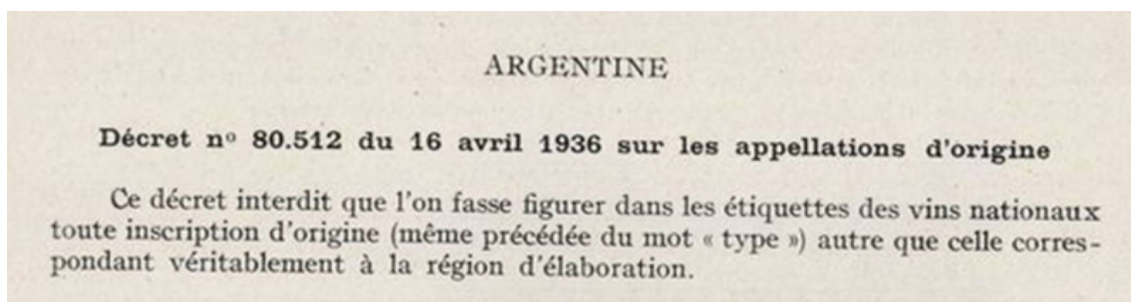 ARGENTINE
Décret nº 80.512 du 16 avril 1936 sur les appellations d'origine
Ce décret interdit que l'on fasse figurer dans les étiquettes des vins nationaux
toute inscription d'origine (même précédée du mot « type ») autre que celle corres-
pondant véritablement à la région d'élaboration.